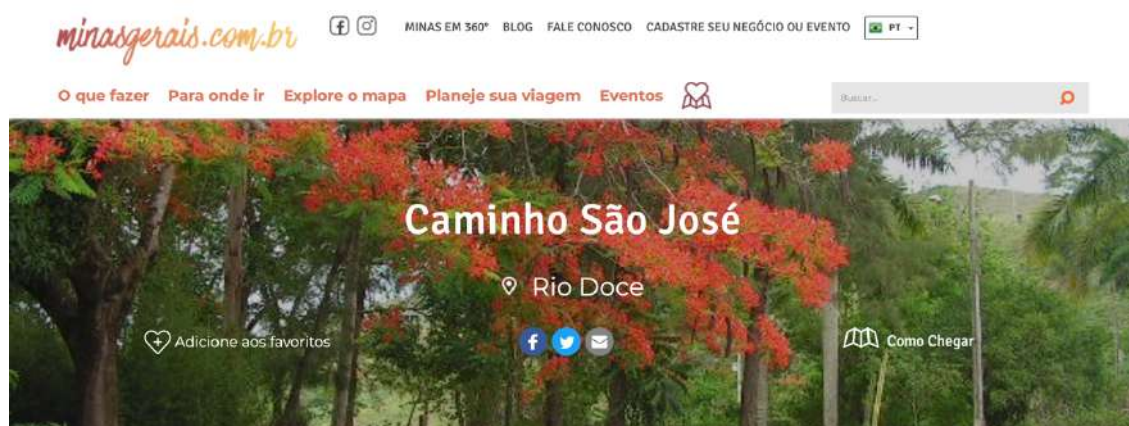 minasgerais.com.br
MINAS EM 360° BLOG FALE CONOSCO CADASTRE SEU NEGÓCIO OU EVENTO PT
O que fazer Para onde ir Explore o mapa Planeje sua viagem Eventos Buscar...
Caminho São José
Rio Doce
Adicione aos favoritos Como Chegar